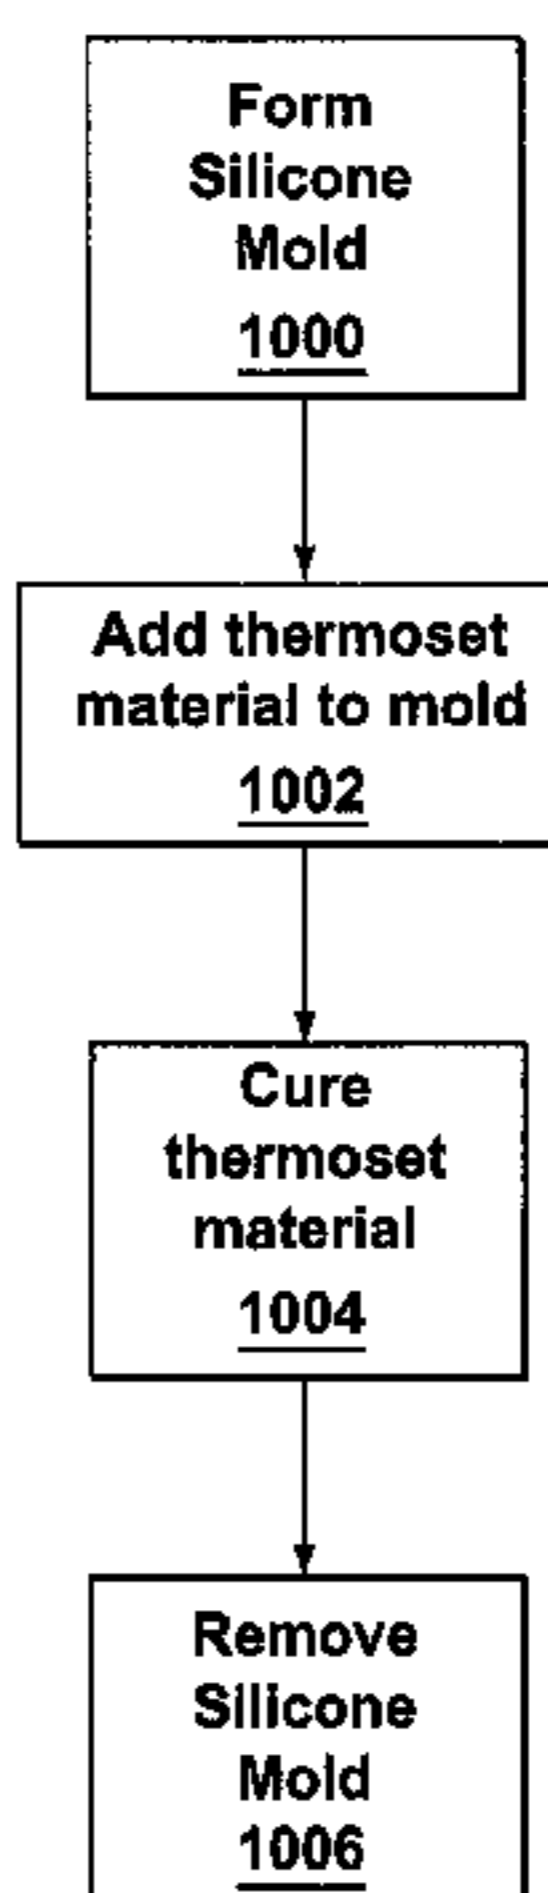 Form
Silicone
Mold
1000
Add thermoset
material to mold
1002
Cure
thermoset
material
1004
Remove
Silicone
Mold
1006